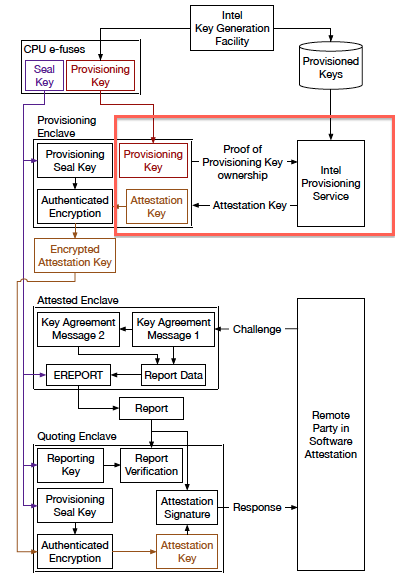 Intel
Key Generation
Facility
CPU e-fuses
Seal
Key
Provisioning
Key
Provisioned
Keys
Provisioning
Enclave
Provisioning
Seal Key
Provisioning
Key
Proof of
Provisioning Key
ownership
Intel
Provisioning
Service
Authenticated
Encryption
Attestation
Key
Attestation Key
Encrypted
Attestation Key
Attested Enclave
Key Agreement
Message 2
Key Agreement
Message 1
Challenge
EREPORT
Report Data
Report
Remote
Party in
Software
Attestation
Quoting Enclave
Reporting
Key
Report
Verification
Provisioning
Seal Key
Attestation
Signature
Response
Authenticated
Encryption
Attestation
Key